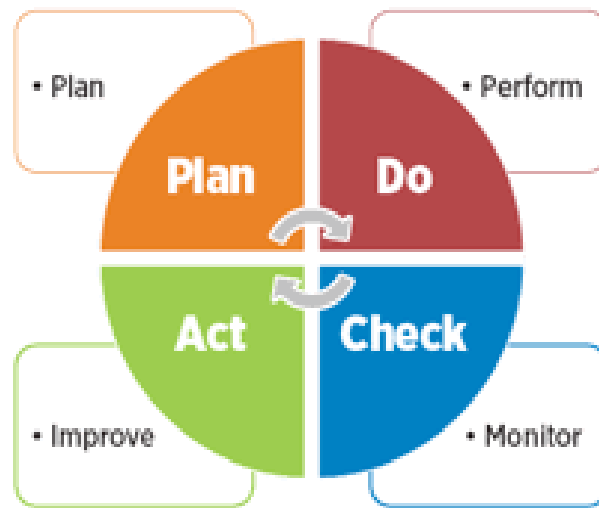 • Plan
• Perform
Plan
Do
Act
Check
• Improve
• Monitor